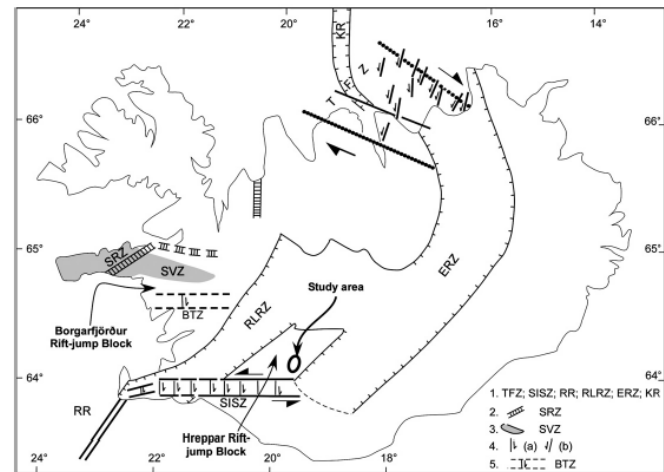 24° 22° 20° 16° 14°
KR
T F Z
66° 66°
65° 65°
SRZ
SVZ
ERZ
Study area
BTZ
RLRZ
Borgarfjörður
Rift-jump Block
64° 64°
SISZ
RR
Hreppar Rift-
jump Block
1. TFZ; SISZ; RR; RLRZ; ERZ; KR
2. SRZ
3. SVZ
4. (a) (b)
5. BTZ
24° 22° 20° 18° 16°